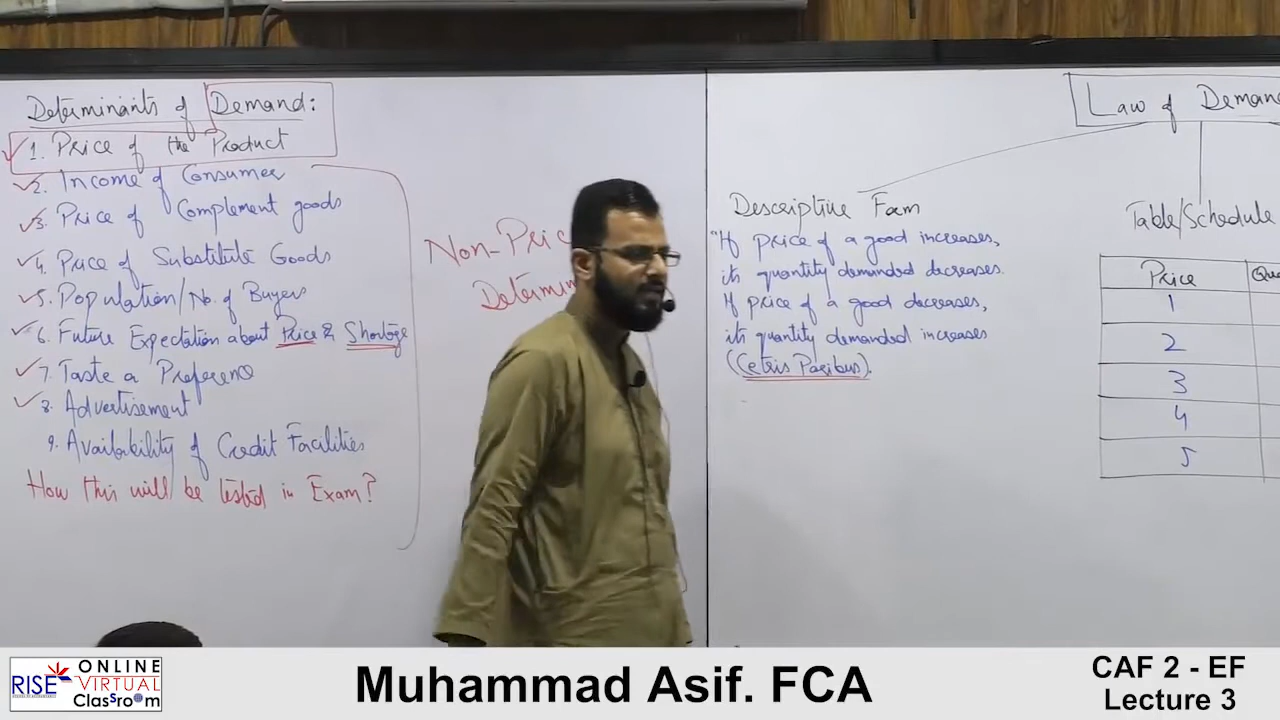 Determinants of Demand:
1. Price of the Product
2. Income of Consumer
3. Price of Complement goods
4. Price of Substitute Goods
5. Population/No. of Buyers
6. Future Expectation about Price & Shortage
7. Taste a Preference
8. Advertisement
9. Availability of Credit Facilities
How this will be tested in Exam?
Non-Pric
Determin
Law of Deman
Descriptive Form
"If price of a good increases,
its quantity demanded decreases.
If price of a good decreases,
its quantity demanded increases
(Cetris Paribus).
Table/Schedule
Price Qua
1
2
3
4
5
RISE ONLINE VIRTUAL Classroom
Muhammad Asif. FCA
CAF 2 - EF
Lecture 3